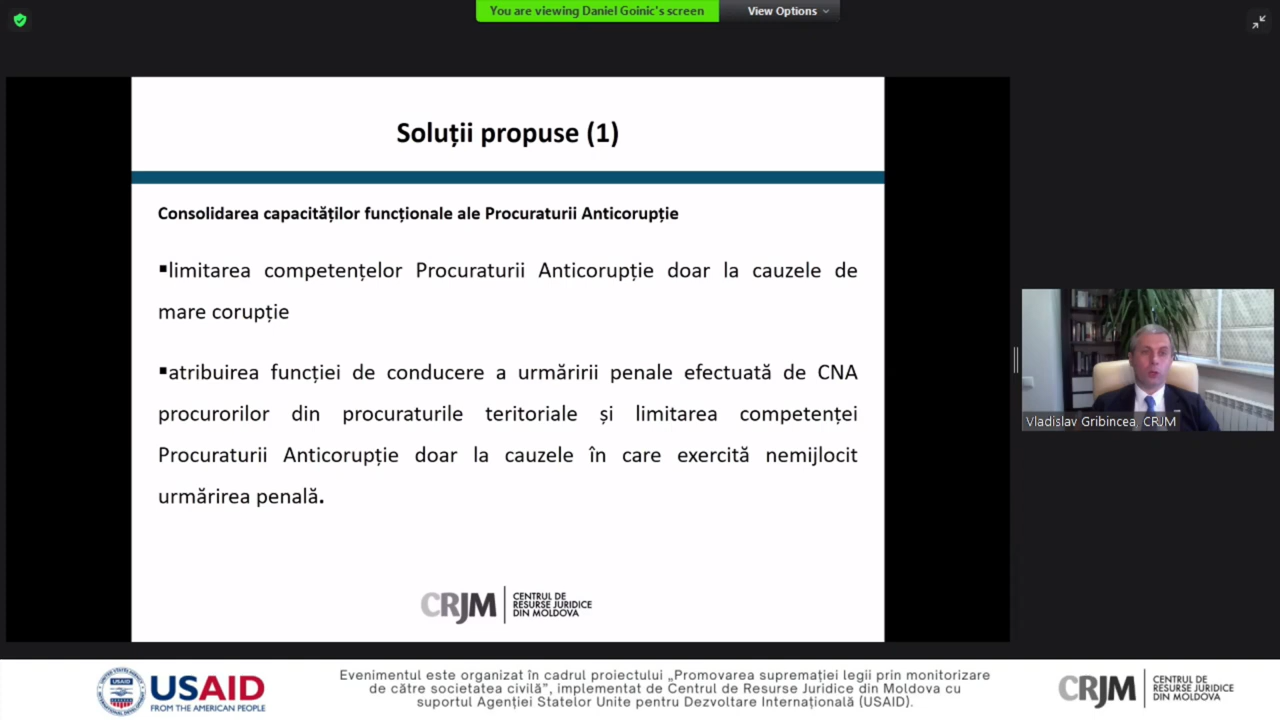 You are viewing Daniel Goinic's screen
View Options
Soluții propuse (1)
Consolidarea capacităților funcționale ale Procuraturii Anticorupție
▪limitarea competențelor Procuraturii Anticorupție doar la cauzele de
mare corupție
▪atribuirea funcției de conducere a urmăririi penale efectuată de CNA
procurorilor din procuraturile teritoriale și limitarea competenței
Procuraturii Anticorupție doar la cauzele în care exercită nemijlocit
urmărirea penală.
CRJM
CENTRUL DE
RESURSE JURIDICE
DIN MOLDOVA
Vladislav Gribincea, CRJM
USAID
USAID
FROM THE AMERICAN PEOPLE
Evenimentul este organizat în cadrul proiectului „Promovarea supremației legii prin monitorizare
de către societatea civilă”, implementat de Centrul de Resurse Juridice din Moldova cu
suportul Agenției Statelor Unite pentru Dezvoltare Internațională (USAID).
CRJM
CENTRUL DE
RESURSE JURIDICE
DIN MOLDOVA